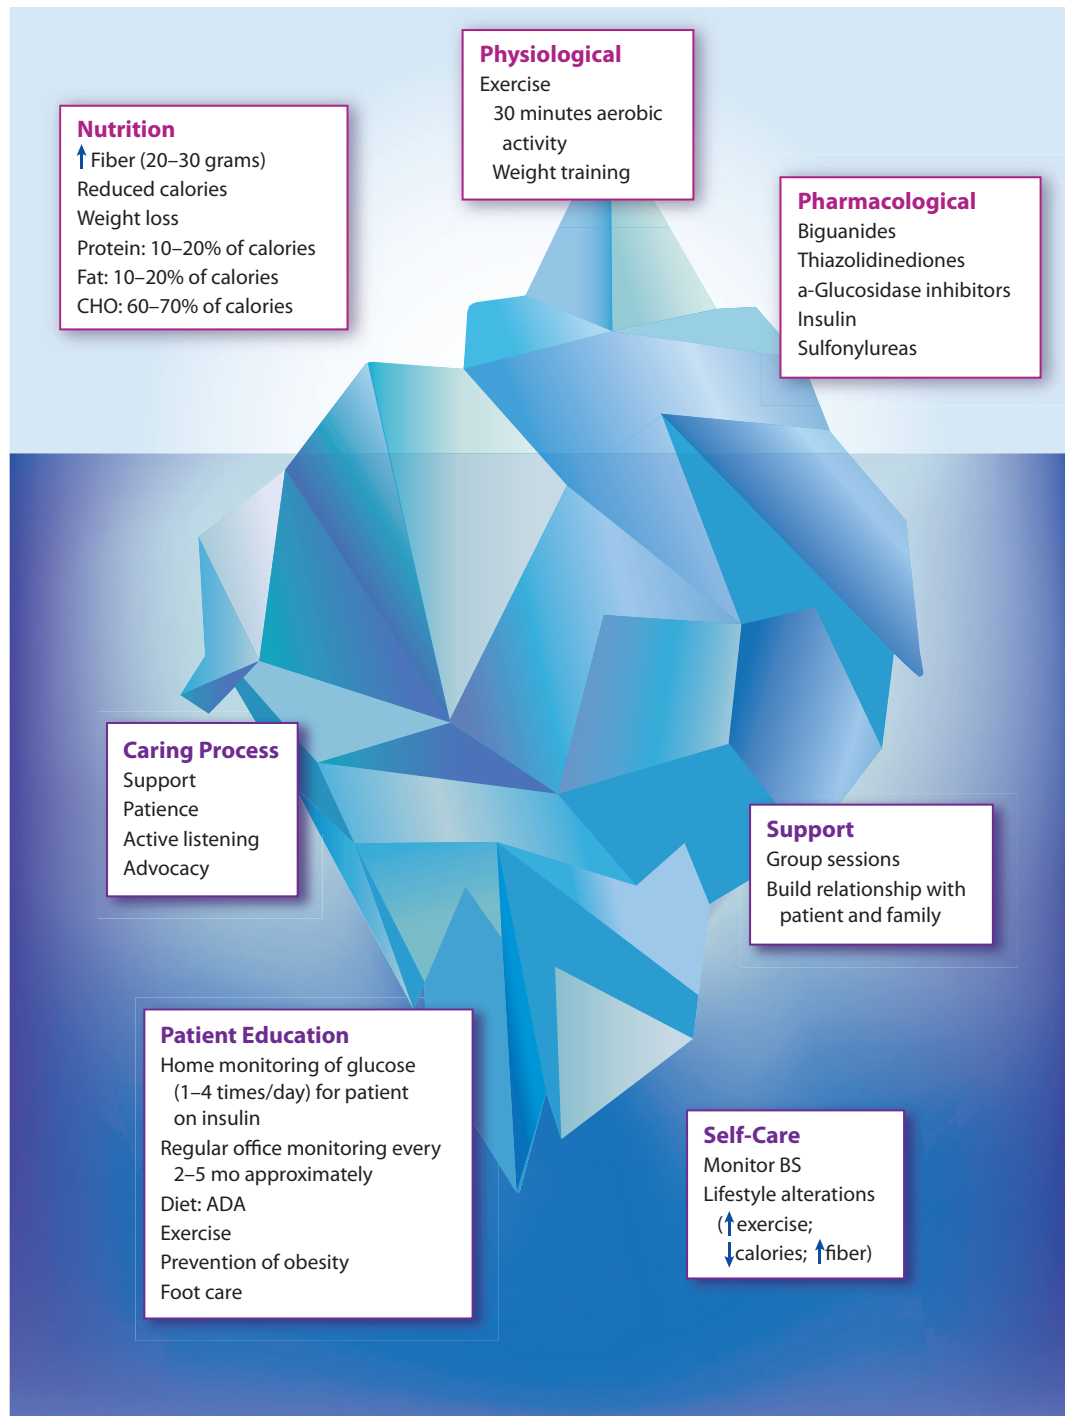 Physiological
Exercise
30 minutes aerobic
activity
Weight training
Nutrition
↑ Fiber (20–30 grams)
Reduced calories
Weight loss
Protein: 10–20% of calories
Fat: 10–20% of calories
CHO: 60–70% of calories
Pharmacological
Biguanides
Thiazolidinediones
a-Glucosidase inhibitors
Insulin
Sulfonylureas
Caring Process
Support
Patience
Active listening
Advocacy
Support
Group sessions
Build relationship with
patient and family
Patient Education
Home monitoring of glucose
(1–4 times/day) for patient
on insulin
Regular office monitoring every
2–5 mo approximately
Diet: ADA
Exercise
Prevention of obesity
Foot care
Self-Care
Monitor BS
Lifestyle alterations
(↑ exercise;
↓ calories; ↑ fiber)